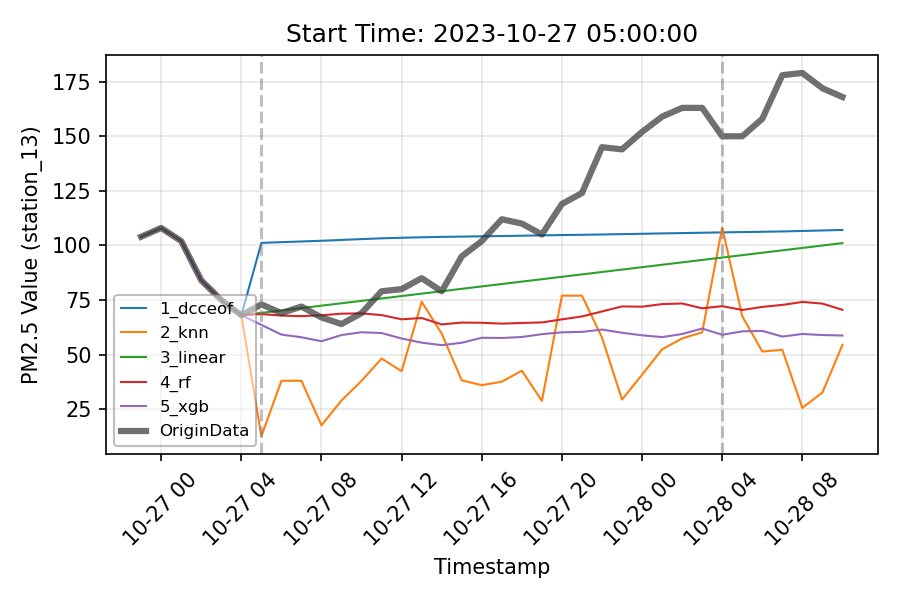 Start Time: 2023-10-27 05:00:00
PM2.5 Value (station_13)
175
150
125
100
75
50
25
1_dcceof
2_knn
3_linear
4_rf
5_xgb
OriginData
10-27 00
10-27 04
10-27 08
10-27 12
10-27 16
10-27 20
10-28 00
10-28 04
10-28 08
Timestamp